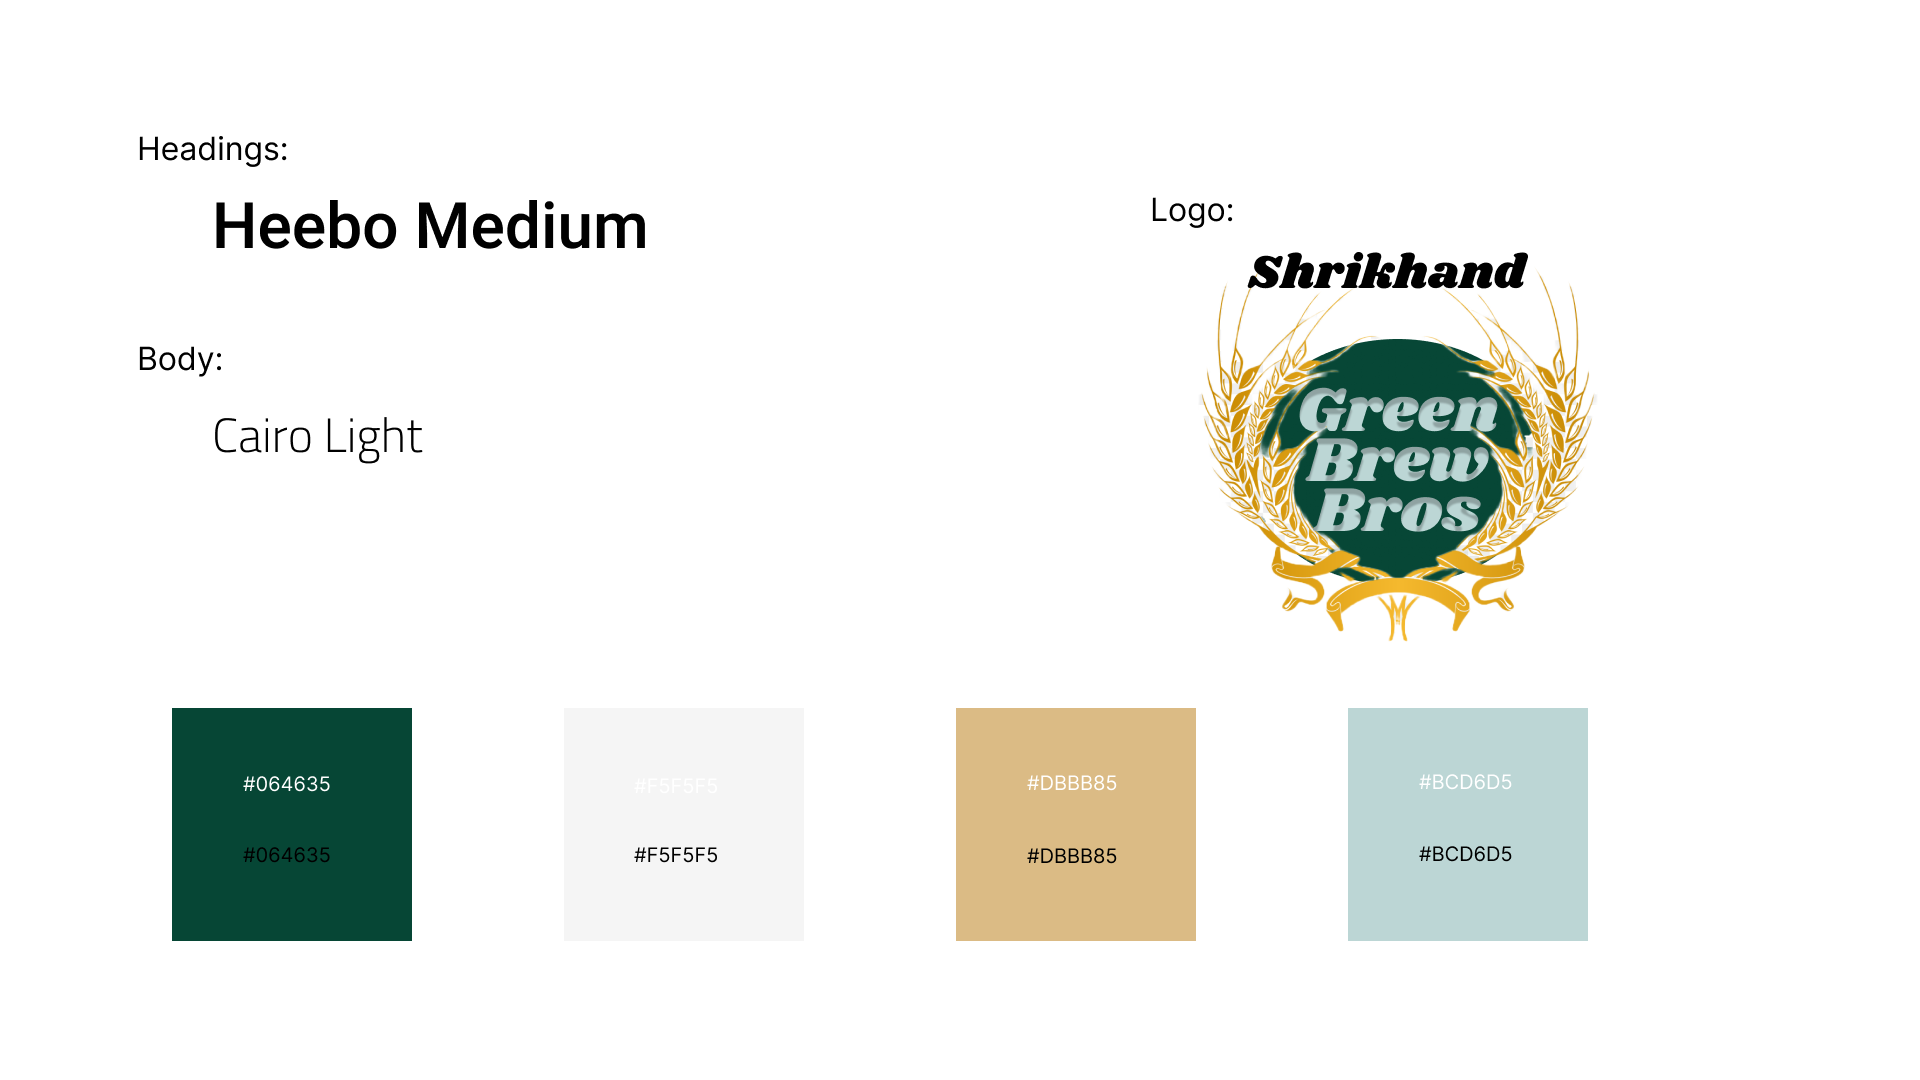 Headings:
Heebo Medium
Body:
Cairo Light
Logo:
Shrikhand
Green
Brew
Bros
#064635
#064635
#F5F5F5
#F5F5F5
#DBBB85
#DBBB85
#BCD6D5
#BCD6D5